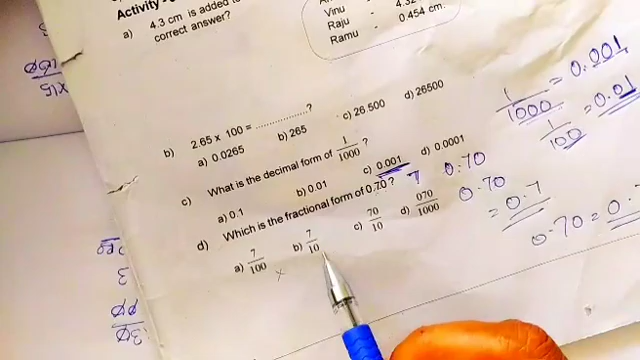 Activity
a) 4.3 cm is added to
correct answer?
Vinu - 4.32
Raju -
Ramu - 0.454 cm.
b) 2.65 x 100 = ................?
a) 0.0265 b) 265 c) 26.500 d) 26500
c) What is the decimal form of 1/1000 ?
a) 0.1 b) 0.01 c) 0.001 d) 0.0001
d) Which is the fractional form of 0.70 ?
a) 7/100 b) 7/10 c) 70/10 d) 070/1000
1/1000 = 0.001
1/100 = 0.01
0.70
0.70
= 0.7
0.70 = 0.